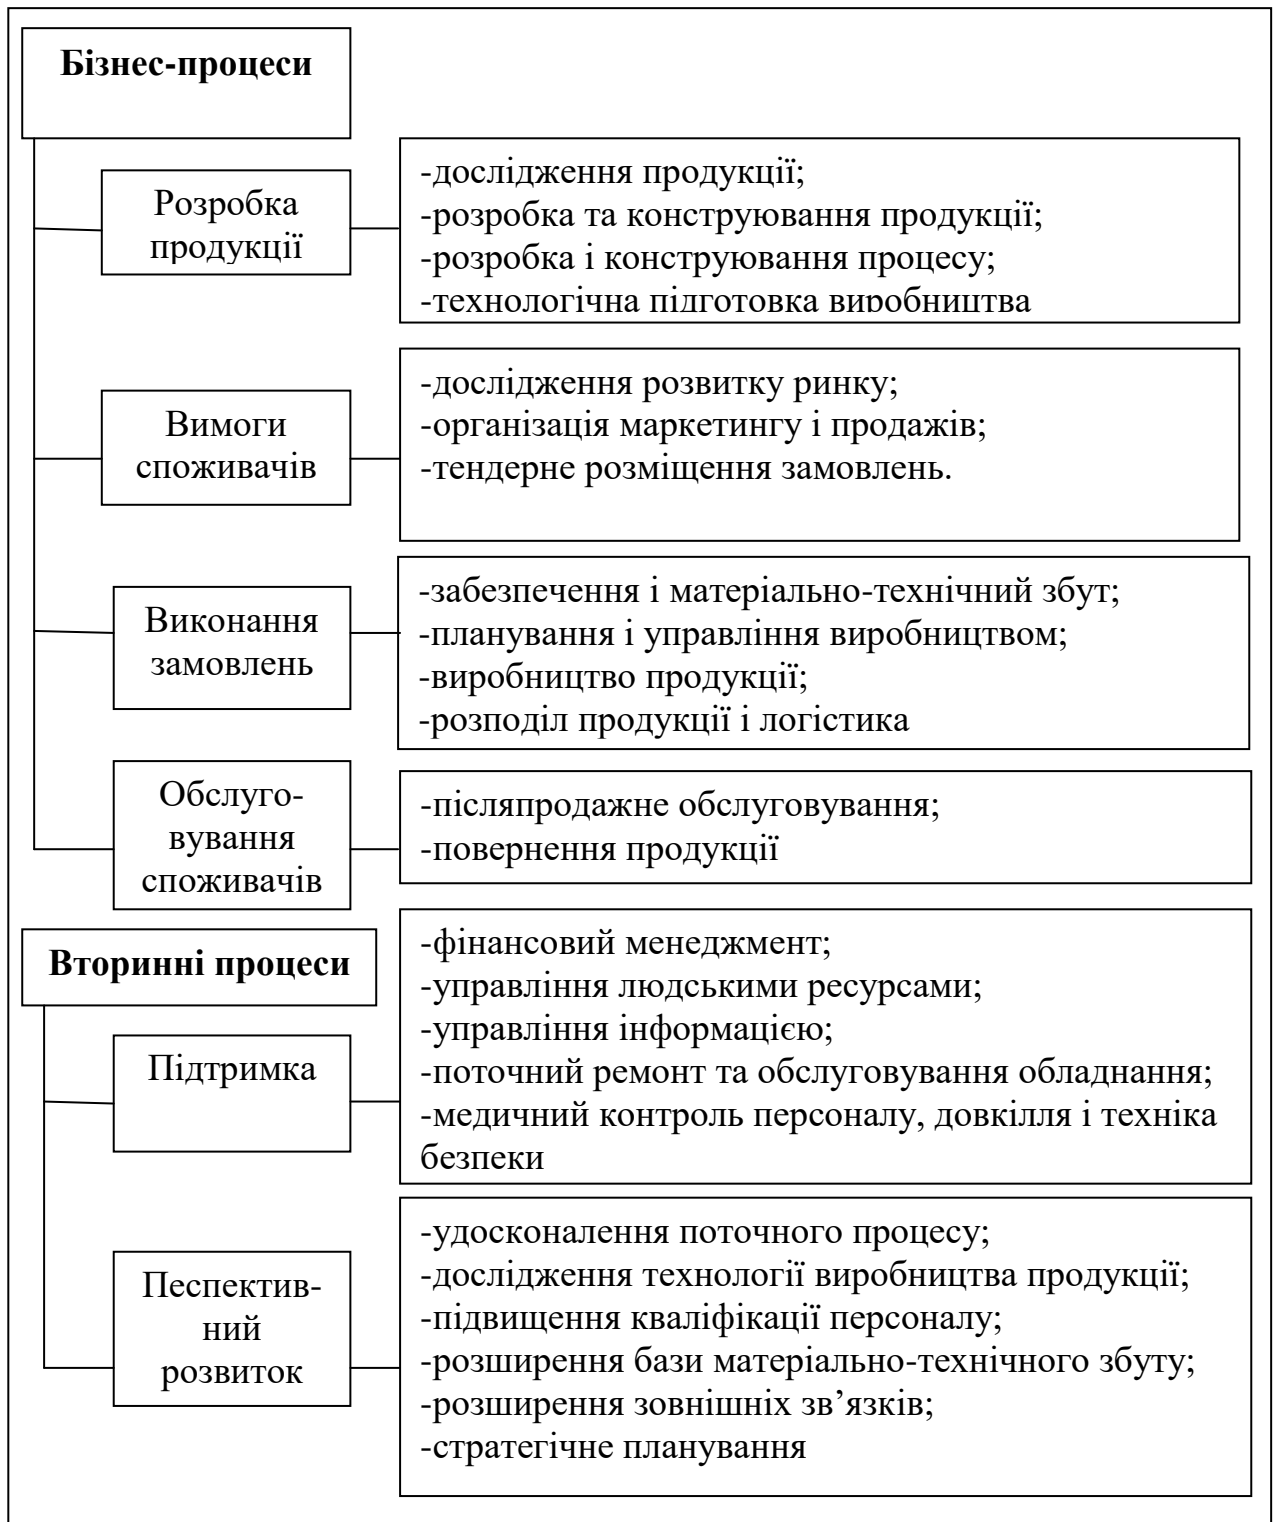 Бізнес-процеси
Розробка
продукції
-дослідження продукції;
-розробка та конструювання продукції;
-розробка і конструювання процесу;
-технологічна підготовка виробництва
Вимоги
споживачів
-дослідження розвитку ринку;
-організація маркетингу і продажів;
-тендерне розміщення замовлень.
Виконання
замовлень
-забезпечення і матеріально-технічний збут;
-планування і управління виробництвом;
-виробництво продукції;
-розподіл продукції і логістика
Обслуго-
вування
споживачів
-післяпродажне обслуговування;
-повернення продукції
Вторинні процеси
Підтримка
-фінансовий менеджмент;
-управління людськими ресурсами;
-управління інформацією;
-поточний ремонт та обслуговування обладнання;
-медичний контроль персоналу, довкілля і техніка
безпеки
Песпектив-
ний
розвиток
-удосконалення поточного процесу;
-дослідження технології виробництва продукції;
-підвищення кваліфікації персоналу;
-розширення бази матеріально-технічного збуту;
-розширення зовнішніх зв’язків;
-стратегічне планування